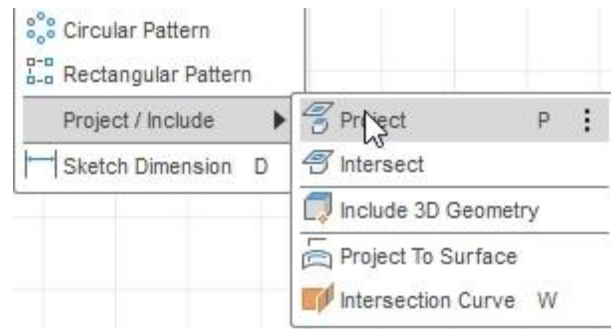 Circular Pattern
Rectangular Pattern
Project / Include
Sketch Dimension D
Project P
Intersect
Include 3D Geometry
Project To Surface
Intersection Curve W